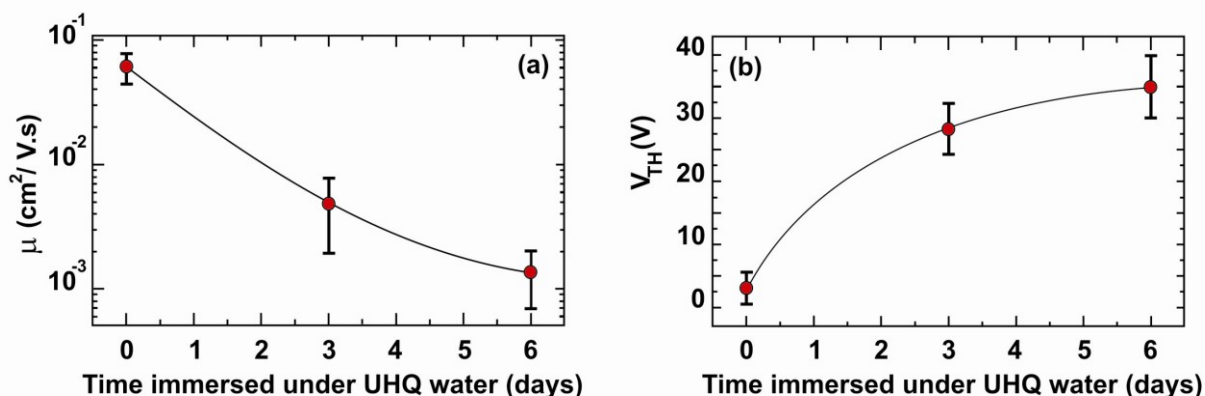 (a)
μ (cm²/ V.s)
10⁻¹
10⁻²
10⁻³
0 1 2 3 4 5 6
Time immersed under UHQ water (days)
(b)
V_TH(V)
40
30
20
10
0
0 1 2 3 4 5 6
Time immersed under UHQ water (days)